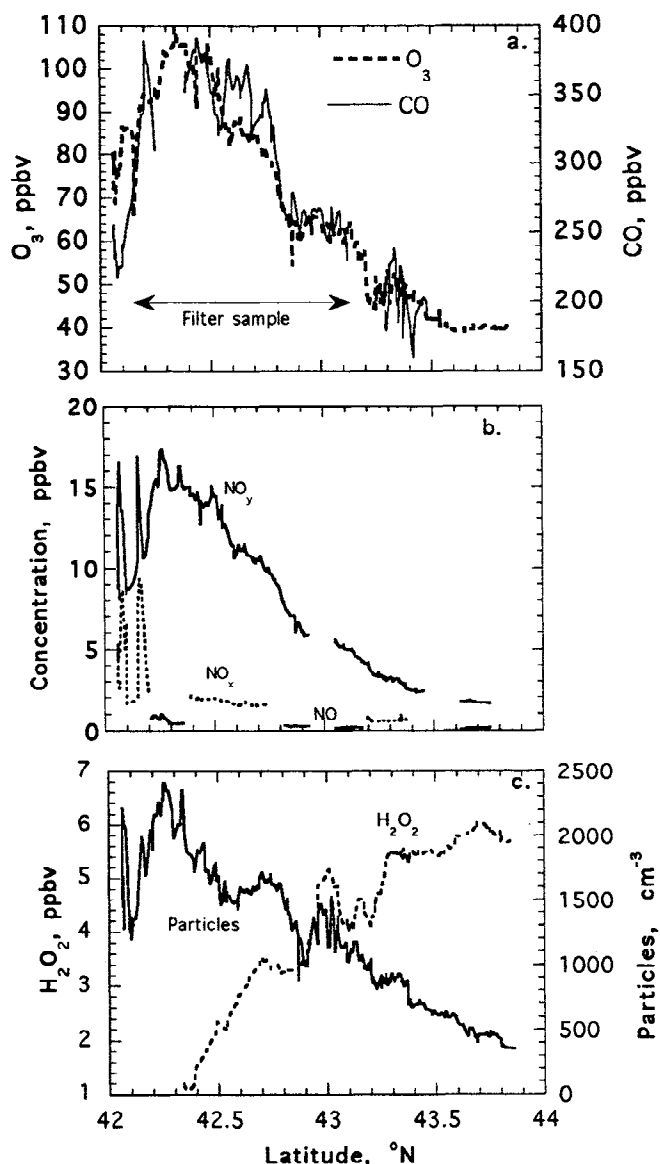 110
100
90
80
70
60
50
40
30
O3, ppbv
a.
O3
CO
Filter sample
400
350
300
250
200
150
CO, ppbv
20
15
10
5
0
Concentration, ppbv
b.
NOy
NOx
NO
7
6
5
4
3
2
1
H2O2, ppbv
c.
H2O2
Particles
2500
2000
1500
1000
500
0
Particles, cm-3
42
42.5
43
43.5
44
Latitude, °N